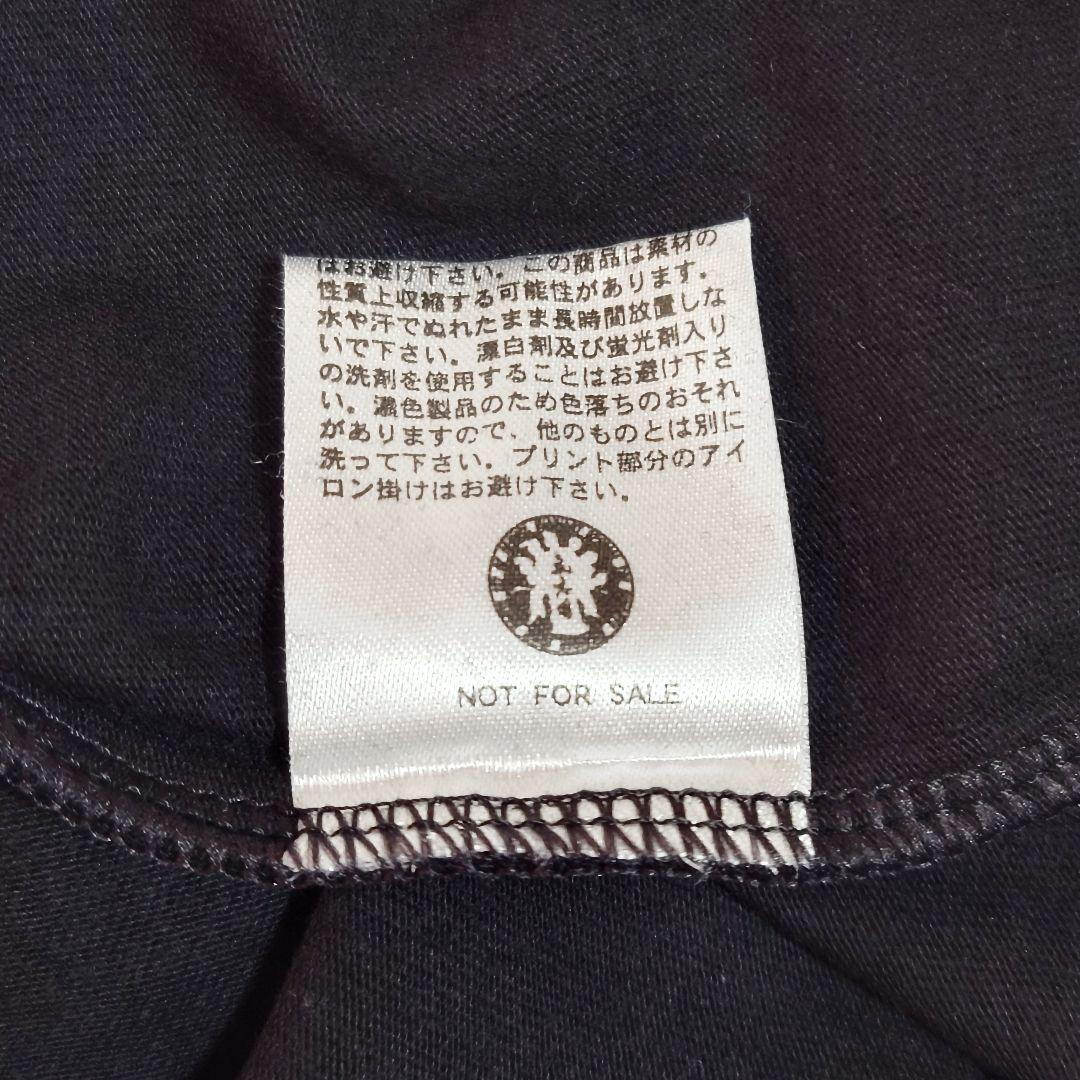 はお避け下さい。この商品は素材の
性質上収縮する可能性があります。
水や汗でぬれたまま長時間放置しな
いで下さい。漂白剤及び蛍光剤入り
の洗剤を使用することはお避け下さ
い。濃色製品のため色落ちのおそれ
がありますので、他のものとは別に
洗って下さい。プリント部分のアイ
ロン掛けはお避け下さい。
NOT FOR SALE